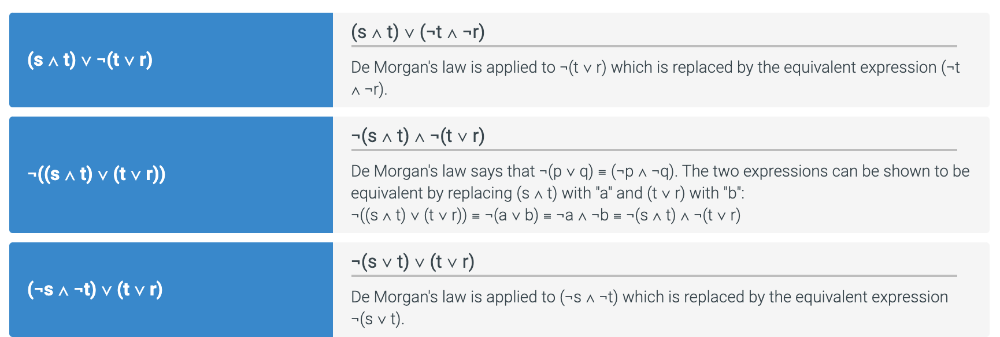 (s ∧ t) ∨ ¬(t ∨ r)
(s ∧ t) ∨ (¬t ∧ ¬r)
De Morgan's law is applied to ¬(t ∨ r) which is replaced by the equivalent expression (¬t
∧ ¬r).
¬((s ∧ t) ∨ (t ∨ r))
¬(s ∧ t) ∧ ¬(t ∨ r)
De Morgan's law says that ¬(p ∨ q) ≡ (¬p ∧ ¬q). The two expressions can be shown to be
equivalent by replacing (s ∧ t) with "a" and (t ∨ r) with "b":
¬((s ∧ t) ∨ (t ∨ r)) ≡ ¬(a ∨ b) ≡ ¬a ∧ ¬b ≡ ¬(s ∧ t) ∧ ¬(t ∨ r)
(¬s ∧ ¬t) ∨ (t ∨ r)
¬(s ∨ t) ∨ (t ∨ r)
De Morgan's law is applied to (¬s ∧ ¬t) which is replaced by the equivalent expression
¬(s ∨ t).